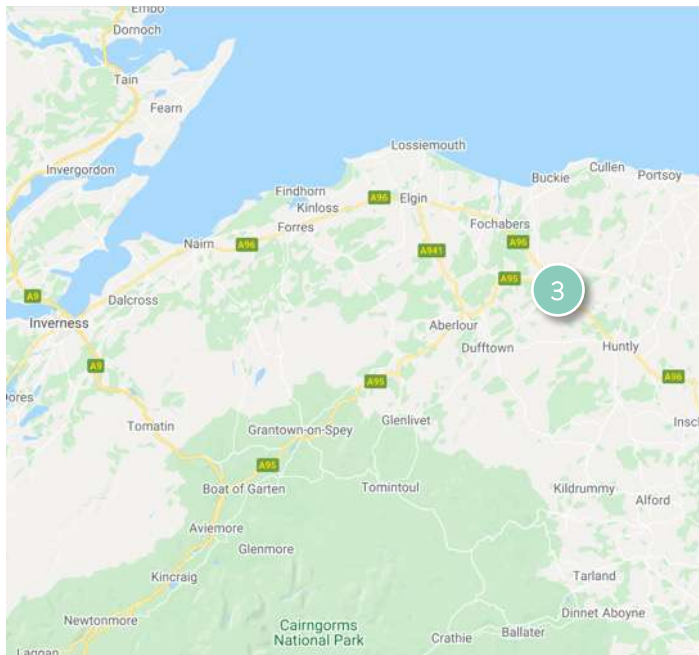 Embo
Dornoch
Tain
Fearn
Lossiemouth
Invergordon
Cullen
Portsoy
Buckie
Findhorn
A96
Elgin
Kinloss
Forres
Fochabers
Nairn
A96
A96
A941
A95
3
A9
Dalcross
Inverness
Aberlour
Dufftown
Huntly
A9
A95
A96
ores
Glenlivet
Insch
Tomatin
Grantown-on-Spey
A95
Boat of Garten
Tomintoul
Kildrummy
Alford
Aviemore
Glenmore
Kincraig
Tarland
Newtonmore
Cairngorms
National Park
Dinnet Aboyne
Crathie
Ballater
Laggan